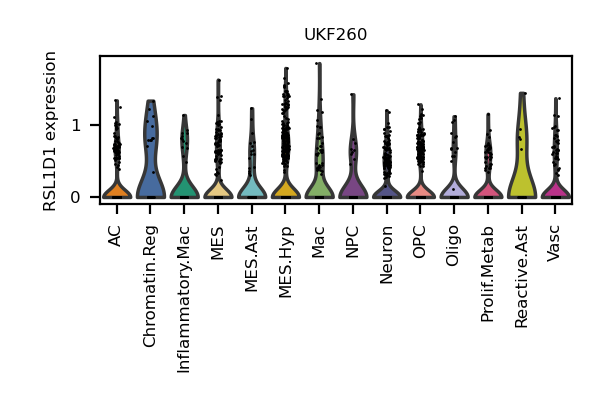 UKF260
RSL1D1 expression
1
0
AC
Chromatin.Reg
Inflammatory.Mac
MES
MES.Ast
MES.Hyp
Mac
NPC
Neuron
OPC
Oligo
Prolif.Metab
Reactive.Ast
Vasc